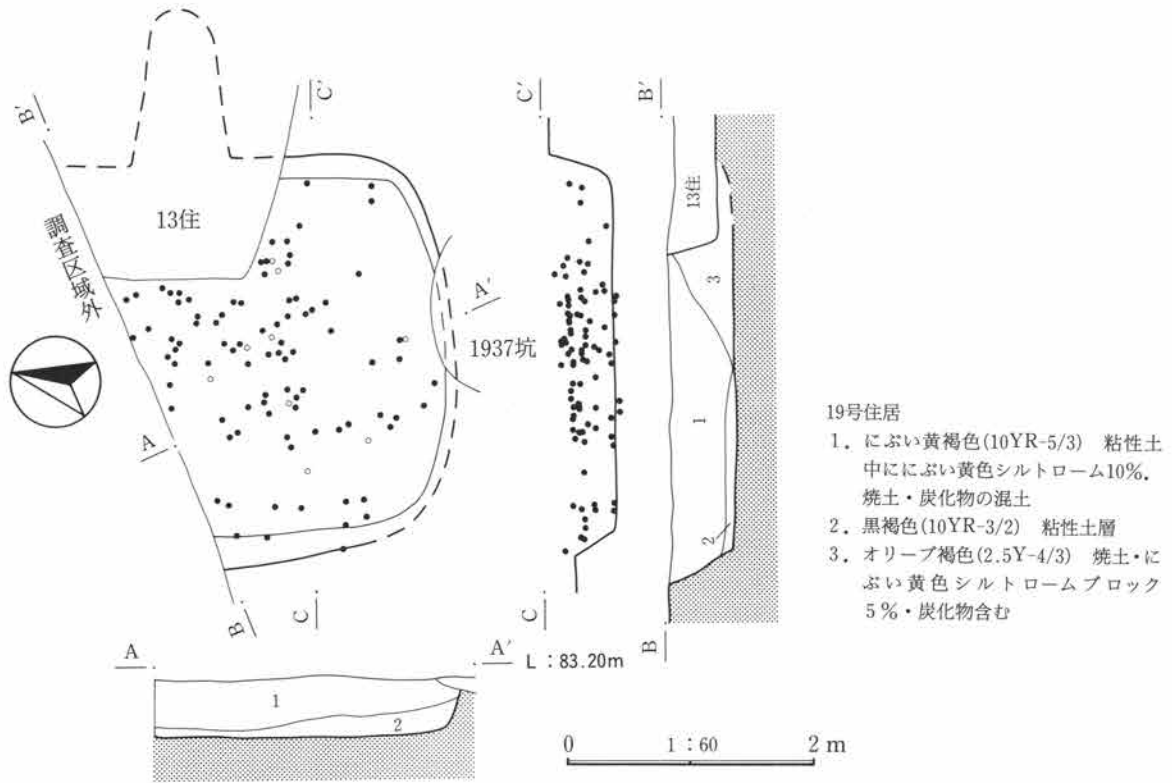 B′
C′
C′
B′
13住
13住
調査区域外
A′
1937坑
3
1
2
A
B
C
C
B
A
A′
L：83.20m
1
2
0
1：60
2 m
19号住居
1．にぶい黄褐色(10YR-5/3)　粘性土
中ににぶい黄色シルトローム10%．
焼土・炭化物の混土
2．黒褐色(10YR-3/2)　粘性土層
3．オリーブ褐色(2.5Y-4/3)　焼土・に
ぶい黄色シルトロームブロック
5％・炭化物含む